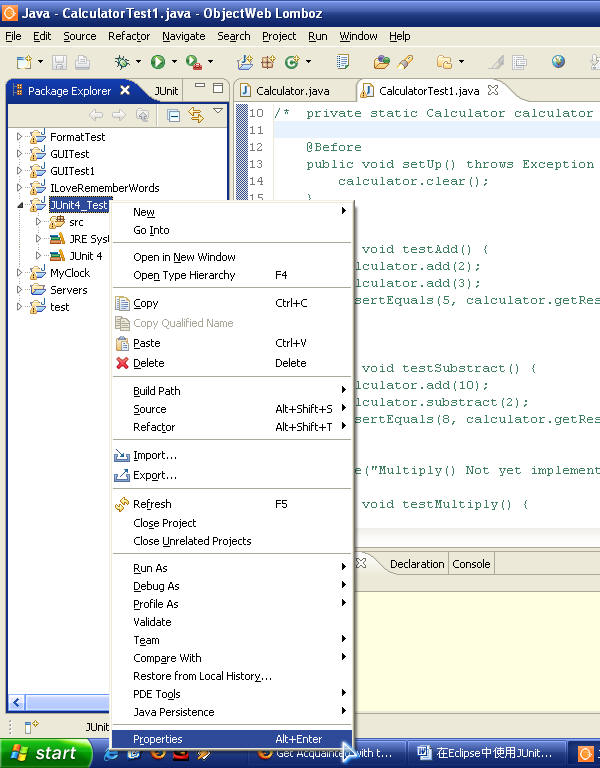 Java - CalculatorTest1.java - ObjectWeb Lomboz
File Edit Source Refactor Navigate Search Project Run Window Help
Package Explorer JUnit
Calculator.java CalculatorTest1.java
FormatTest
GUITest
GUITest1
ILoveRememberWords
JUnit4_Test
src
JRE Sys
JUnit 4
MyClock
Servers
test
10 /* private static Calculator calculator
11
12 @Before
13 public void setUp() throws Exception
14 calculator.clear();
15 }
void testAdd() {
lculator.add(2);
lculator.add(3);
ssertEquals(5, calculator.getRes
void testSubstract() {
lculator.add(10);
lculator.substract(2);
ssertEquals(8, calculator.getRes
e("Multiply() Not yet implement
void testMultiply() {
New
Go Into
Open in New Window
Open Type Hierarchy F4
Copy Ctrl+C
Copy Qualified Name
Paste Ctrl+V
Delete Delete
Build Path
Source Alt+Shift+S
Refactor Alt+Shift+T
Import...
Export...
Refresh F5
Close Project
Close Unrelated Projects
Run As
Debug As
Profile As
Validate
Team
Compare With
Restore from Local History...
PDE Tools
Java Persistence
Properties Alt+Enter
Declaration Console
JUnit
start
Get Acquainted with t...
在Eclipse中使用JUnit...